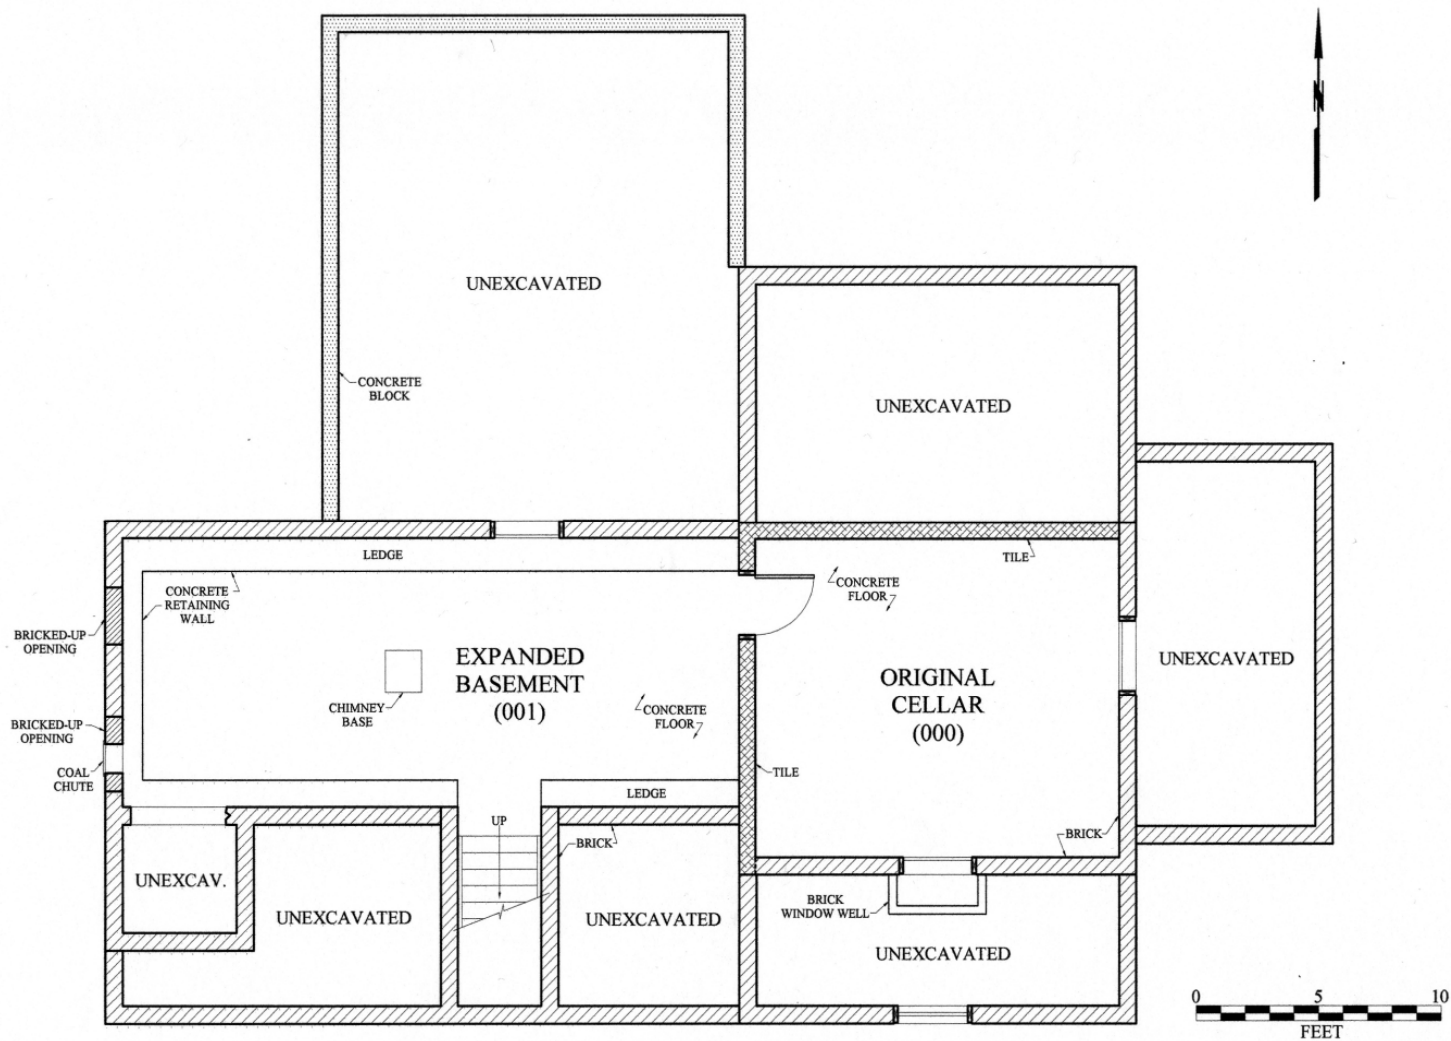 N
UNEXCAVATED
CONCRETE
BLOCK
UNEXCAVATED
LEDGE
TILE
CONCRETE
RETAINING
WALL
CONCRETE
FLOOR
BRICKED-UP
OPENING
EXPANDED
BASEMENT
(001)
UNEXCAVATED
ORIGINAL
CELLAR
(000)
CHIMNEY
BASE
CONCRETE
FLOOR
BRICKED-UP
OPENING
COAL
CHUTE
TILE
LEDGE
UP
BRICK
BRICK
UNEXCAV.
UNEXCAVATED
UNEXCAVATED
BRICK
WINDOW WELL
UNEXCAVATED
0 5 10
FEET